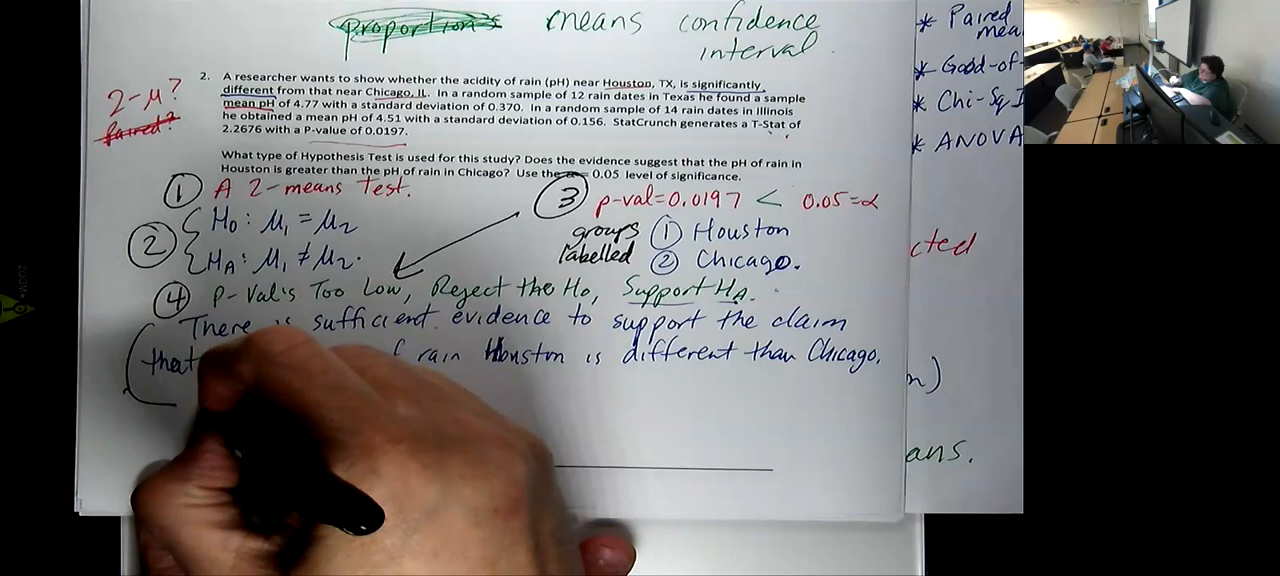 proportion's means confidence
interval.
2-μ?
Paired?
2. A researcher wants to show whether the acidity of rain (pH) near Houston, TX, is significantly
different from that near Chicago, IL. In a random sample of 12 rain dates in Texas he found a sample
mean pH of 4.77 with a standard deviation of 0.370. In a random sample of 14 rain dates in Illinois
he obtained a mean pH of 4.51 with a standard deviation of 0.156. StatCrunch generates a T-Stat of
2.2676 with a P-value of 0.0197.
What type of Hypothesis Test is used for this study? Does the evidence suggest that the pH of rain in
Houston is greater than the pH of rain in Chicago? Use the 0.05 level of significance.
① A 2-means Test.
② { H₀: μ₁ = μ₂
Hᴀ: μ₁ ≠ μ₂.
③ p-val=0.0197 < 0.05=α
groups ① Houston
labelled ② Chicago.
④ P-Val's Too Low, Reject the Ho, Support Hᴀ.
There is sufficient evidence to support the claim
that rain Houston is different than Chicago.
* Paired
mea
* Good-of-
* Chi-Sq I
* ANOVA
cted
n)
ans.
ZOOM